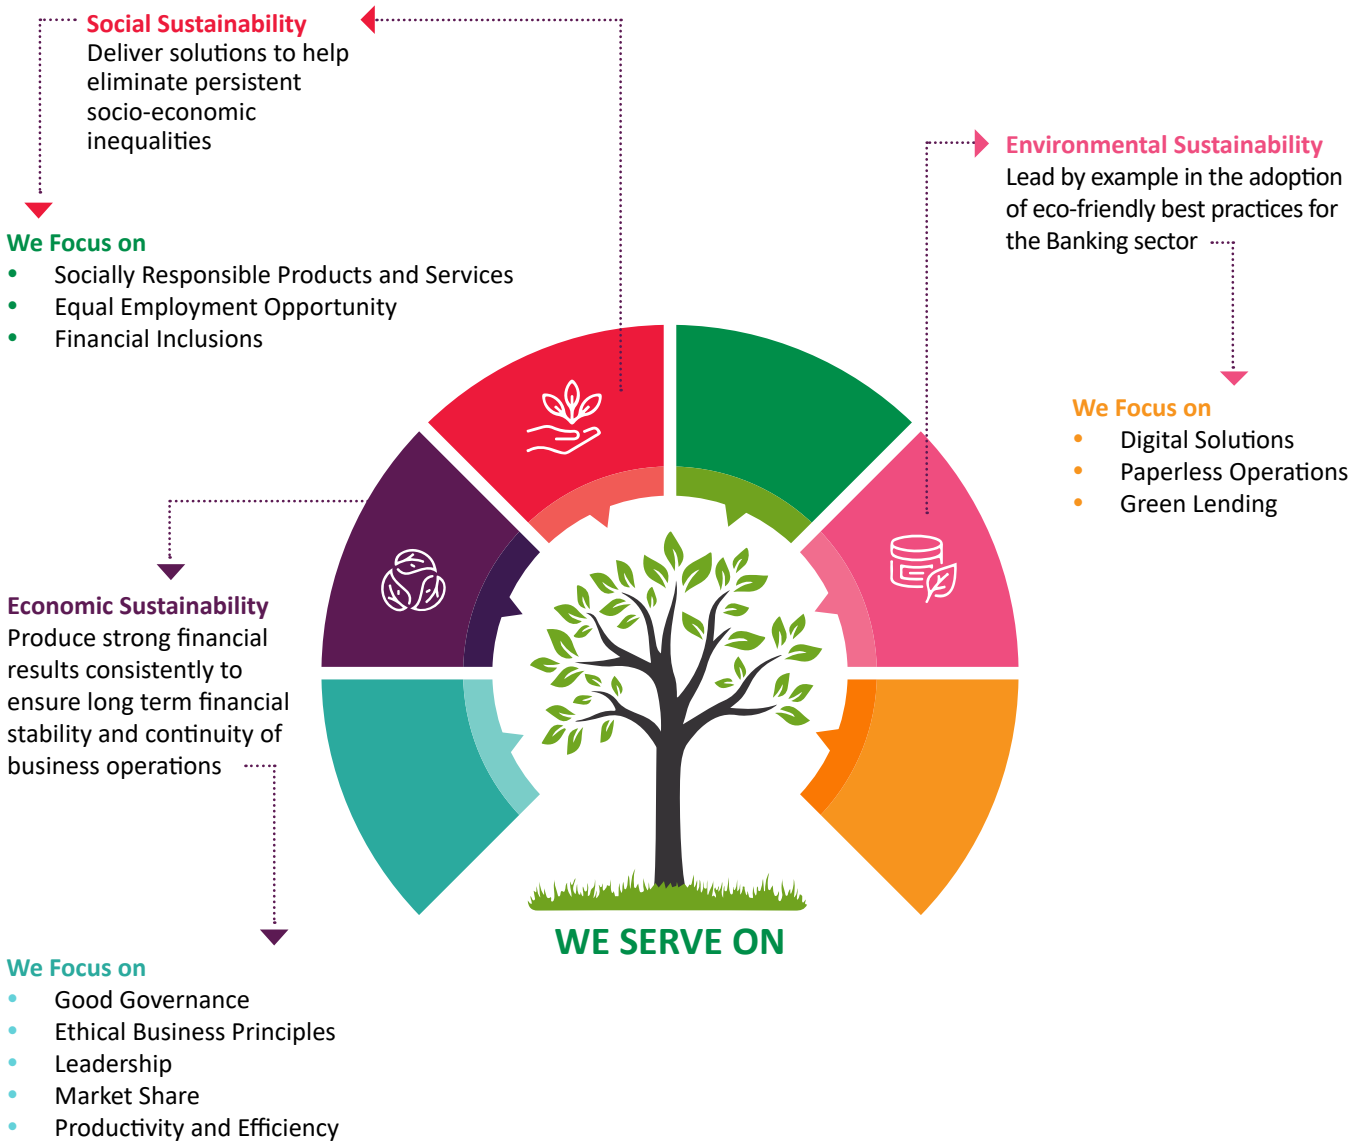 Social Sustainability
Deliver solutions to help
eliminate persistent
socio-economic
inequalities
We Focus on
• Socially Responsible Products and Services
• Equal Employment Opportunity
• Financial Inclusions
Environmental Sustainability
Lead by example in the adoption
of eco-friendly best practices for
the Banking sector
We Focus on
• Digital Solutions
• Paperless Operations
• Green Lending
Economic Sustainability
Produce strong financial
results consistently to
ensure long term financial
stability and continuity of
business operations
We Focus on
• Good Governance
• Ethical Business Principles
• Leadership
• Market Share
• Productivity and Efficiency
WE SERVE ON